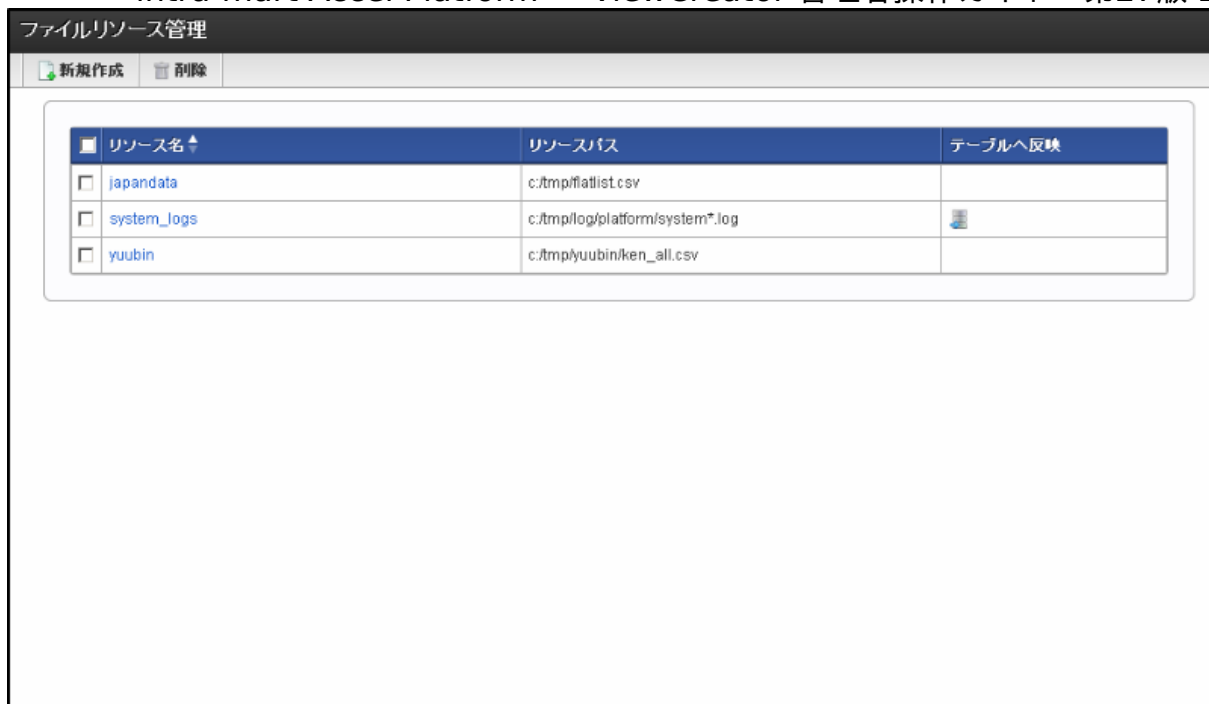 ファイルリソース管理
新規作成 削除
リソース名 リソースパス テーブルへ反映
japandata c:/tmp/flatlist.csv
system_logs c:/tmp/log/platform/system*.log
yuubin c:/tmp/yuubin/ken_all.csv